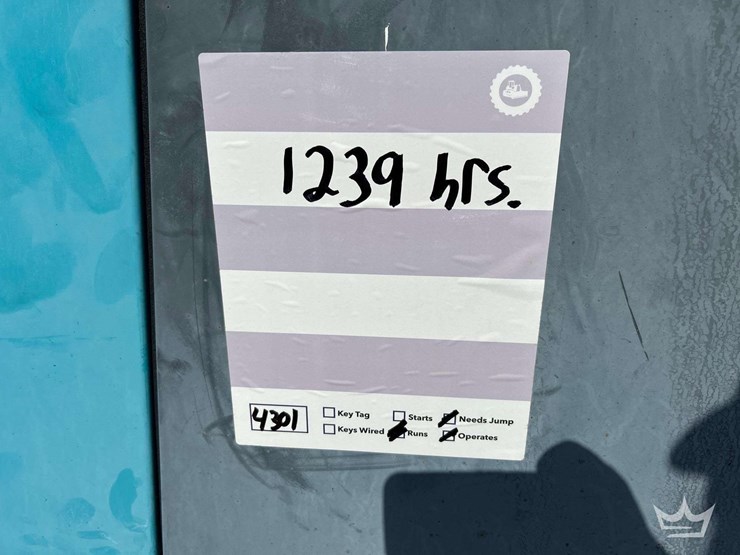 1239 hrs.
4301 Key Tag Starts Needs Jump
Keys Wired Runs Operates